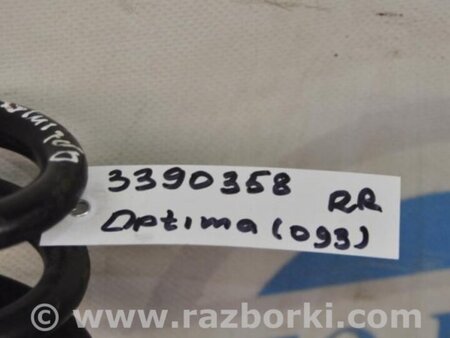 3390358 RR
Optima (093)
www.razborki.com